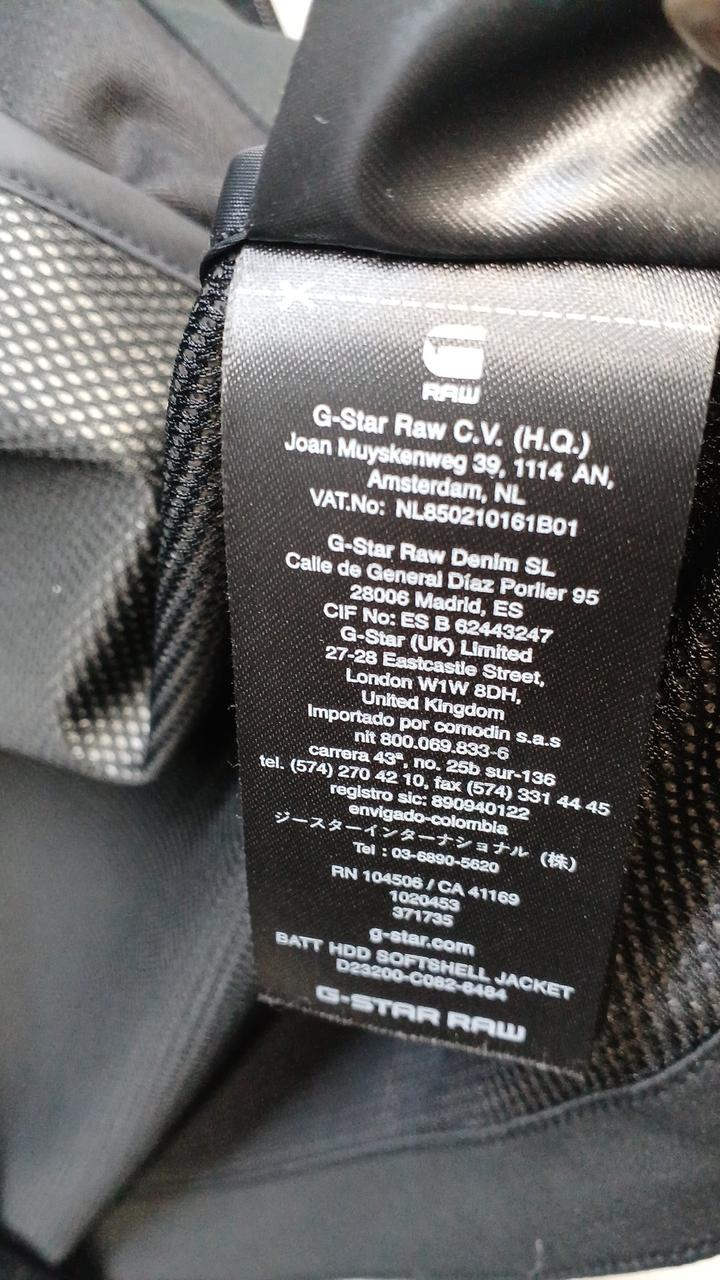 RAW
G-Star Raw C.V. (H.Q.)
Joan Muyskenweg 39, 1114 AN,
Amsterdam, NL
VAT.No: NL850210161B01
G-Star Raw Denim SL
Calle de General Díaz Porlier 95
28006 Madrid, ES
CIF No: ES B 62443247
G-Star (UK) Limited
27-28 Eastcastle Street,
London W1W 8DH,
United Kingdom
Importado por comodin s.a.s
nit 800.069.833-6
carrera 43ª, no. 25b sur-136
tel. (574) 270 42 10, fax (574) 331 44 45
registro sic: 890940122
envigado-colombia
ジースターインターナショナル (株)
Tel : 03-6890-5620
RN 104506 / CA 41169
1020453
371735
g-star.com
BATT HDD SOFTSHELL JACKET
D23200-C082-6484
G-STAR RAW